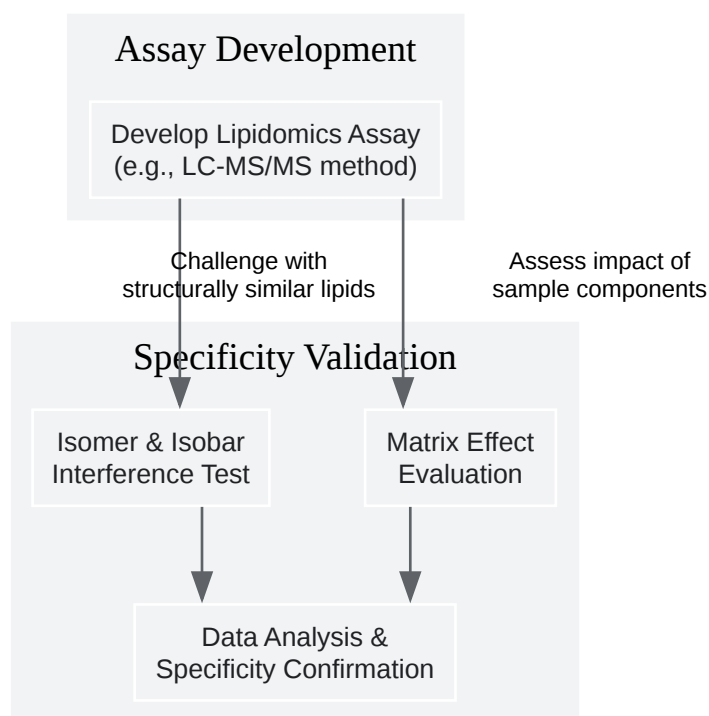 Assay Development
Develop Lipidomics Assay
(e.g., LC-MS/MS method)
Challenge with
structurally similar lipids
Assess impact of
sample components
Specificity Validation
Isomer & Isobar
Interference Test
Matrix Effect
Evaluation
Data Analysis &
Specificity Confirmation